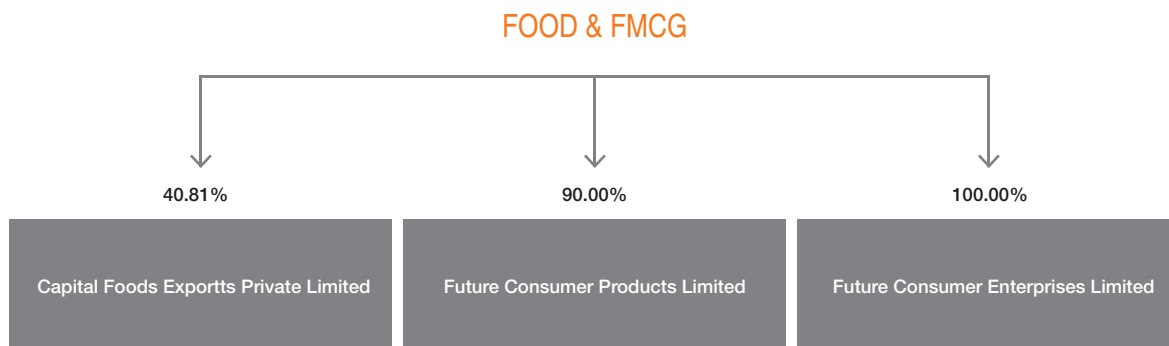 FOOD & FMCG
40.81%
90.00%
100.00%
Capital Foods Exportts Private Limited
Future Consumer Products Limited
Future Consumer Enterprises Limited